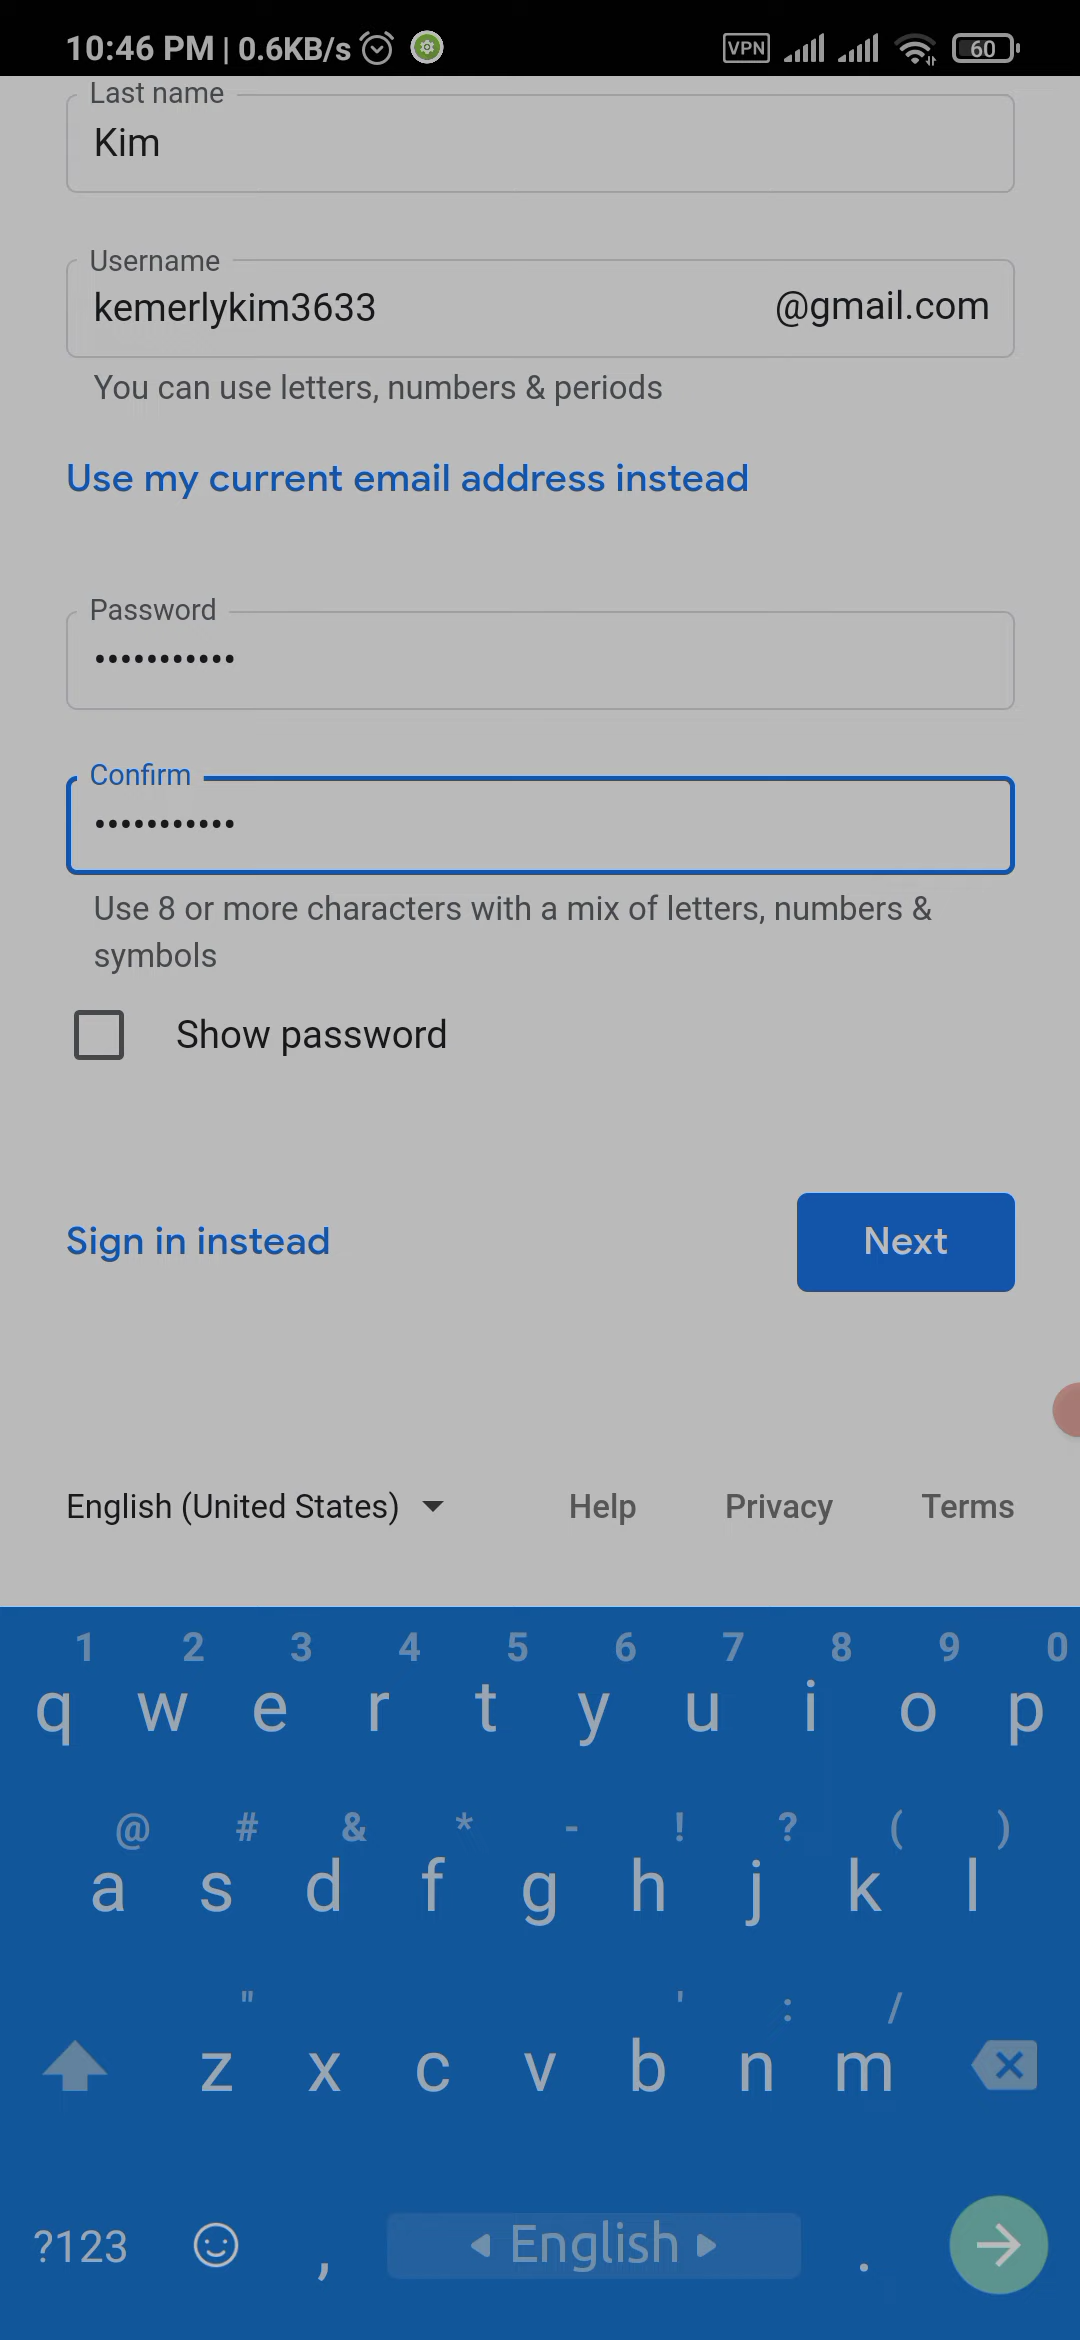 10:46 PM | 0.6KB/s VPN 60
Last name
Kim
Username
kemerlykim3633 @gmail.com
You can use letters, numbers & periods
Use my current email address instead
Password
•••••••••••
Confirm
•••••••••••
Use 8 or more characters with a mix of letters, numbers &
symbols
Show password
Sign in instead Next
English (United States) Help Privacy Terms
1 2 3 4 5 6 7 8 9 0
q w e r t y u i o p
@ # & * - ! ? ( )
a s d f g h j k l
" ' : /
z x c v b n m
?123 , English .